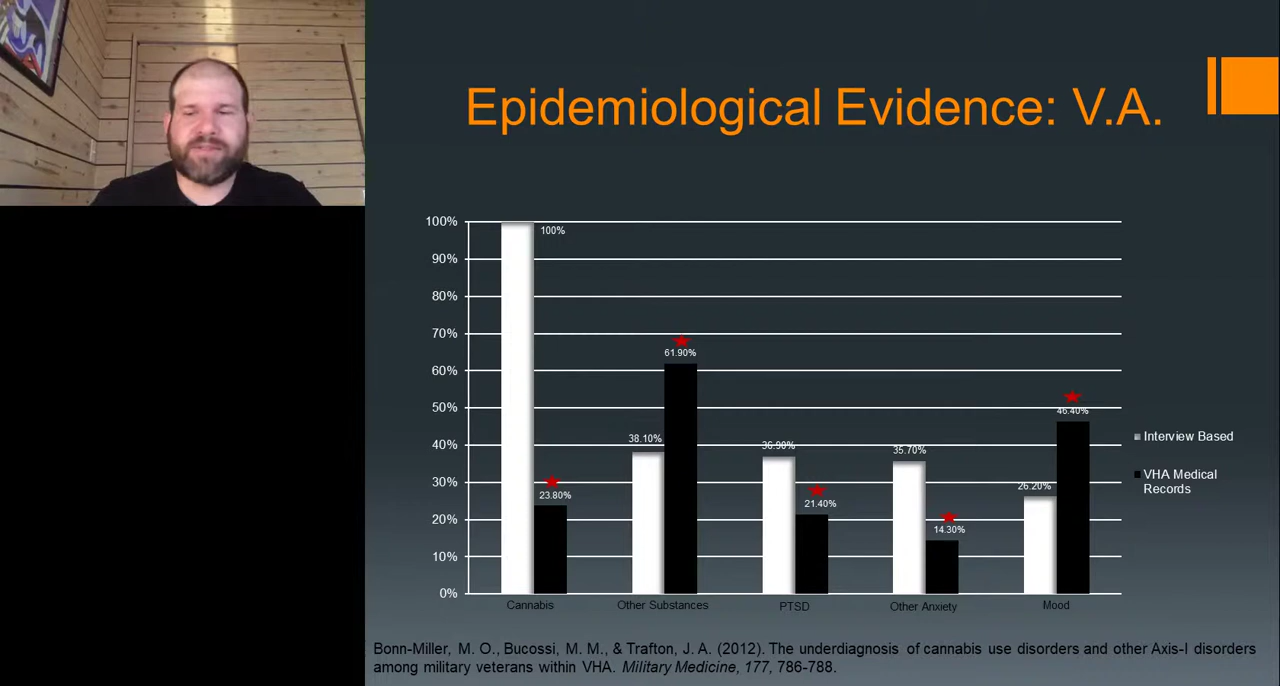 Epidemiological Evidence: V.A.
100%
90%
80%
70%
60%
50%
40%
30%
20%
10%
0%
100%
23.80%
38.10%
61.90%
36.90%
21.40%
35.70%
14.30%
26.20%
46.40%
Cannabis
Other Substances
PTSD
Other Anxiety
Mood
Interview Based
VHA Medical
Records
Bonn-Miller, M. O., Bucossi, M. M., & Trafton, J. A. (2012). The underdiagnosis of cannabis use disorders and other Axis-I disorders
among military veterans within VHA. Military Medicine, 177, 786-788.